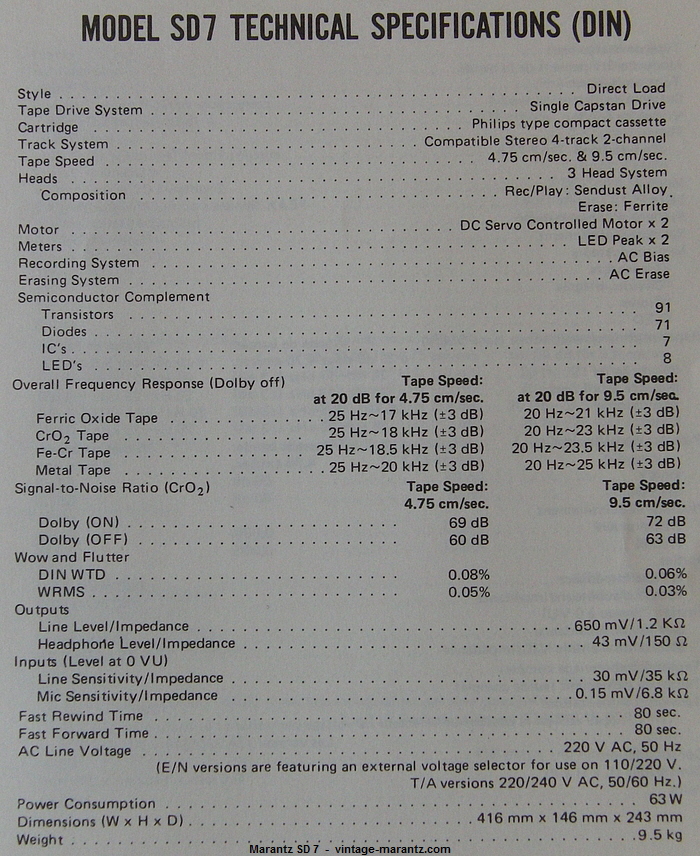 MODEL SD7 TECHNICAL SPECIFICATIONS (DIN)
Style . . . . . . . . . . Direct Load
Tape Drive System . . . . . . . . . . Single Capstan Drive
Cartridge . . . . . . . . . . Philips type compact cassette
Track System . . . . . . . . . . Compatible Stereo 4-track 2-channel
Tape Speed . . . . . . . . . . 4.75 cm/sec. & 9.5 cm/sec.
Heads . . . . . . . . . . 3 Head System
Composition . . . . . . . . . . Rec/Play: Sendust Alloy
Erase: Ferrite
Motor . . . . . . . . . . DC Servo Controlled Motor x 2
Meters . . . . . . . . . . LED Peak x 2
Recording System . . . . . . . . . . AC Bias
Erasing System . . . . . . . . . . AC Erase
Semiconductor Complement
Transistors . . . . . . . . . . 91
Diodes . . . . . . . . . . 71
IC's . . . . . . . . . . 7
LED's . . . . . . . . . . 8
Overall Frequency Response (Dolby off) Tape Speed: Tape Speed:
at 20 dB for 4.75 cm/sec. at 20 dB for 9.5 cm/sec.
Ferric Oxide Tape . . . . . . . . . . 25 Hz~17 kHz (±3 dB) 20 Hz~21 kHz (±3 dB)
CrO₂ Tape . . . . . . . . . . 25 Hz~18 kHz (±3 dB) 20 Hz~23 kHz (±3 dB)
Fe-Cr Tape . . . . . . . . . . 25 Hz~18.5 kHz (±3 dB) 20 Hz~23.5 kHz (±3 dB)
Metal Tape . . . . . . . . . . 25 Hz~20 kHz (±3 dB) 20 Hz~25 kHz (±3 dB)
Signal-to-Noise Ratio (CrO₂) Tape Speed: Tape Speed:
4.75 cm/sec. 9.5 cm/sec.
Dolby (ON) . . . . . . . . . . 69 dB 72 dB
Dolby (OFF) . . . . . . . . . . 60 dB 63 dB
Wow and Flutter
DIN WTD . . . . . . . . . . 0.08% 0.06%
WRMS . . . . . . . . . . 0.05% 0.03%
Outputs
Line Level/Impedance . . . . . . . . . . 650 mV/1.2 KΩ
Headphone Level/Impedance . . . . . . . . . . 43 mV/150 Ω
Inputs (Level at 0 VU)
Line Sensitivity/Impedance . . . . . . . . . . 30 mV/35 kΩ
Mic Sensitivity/Impedance . . . . . . . . . . 0.15 mV/6.8 kΩ
Fast Rewind Time . . . . . . . . . . 80 sec.
Fast Forward Time . . . . . . . . . . 80 sec.
AC Line Voltage . . . . . . . . . . 220 V AC, 50 Hz
(E/N versions are featuring an external voltage selector for use on 110/220 V.
T/A versions 220/240 V AC, 50/60 Hz.)
Power Consumption . . . . . . . . . . 63 W
Dimensions (W x H x D) . . . . . . . . . . 416 mm x 146 mm x 243 mm
Weight . . . . . . . . . . 9.5 kg
Marantz SD 7 - vintage-marantz.com